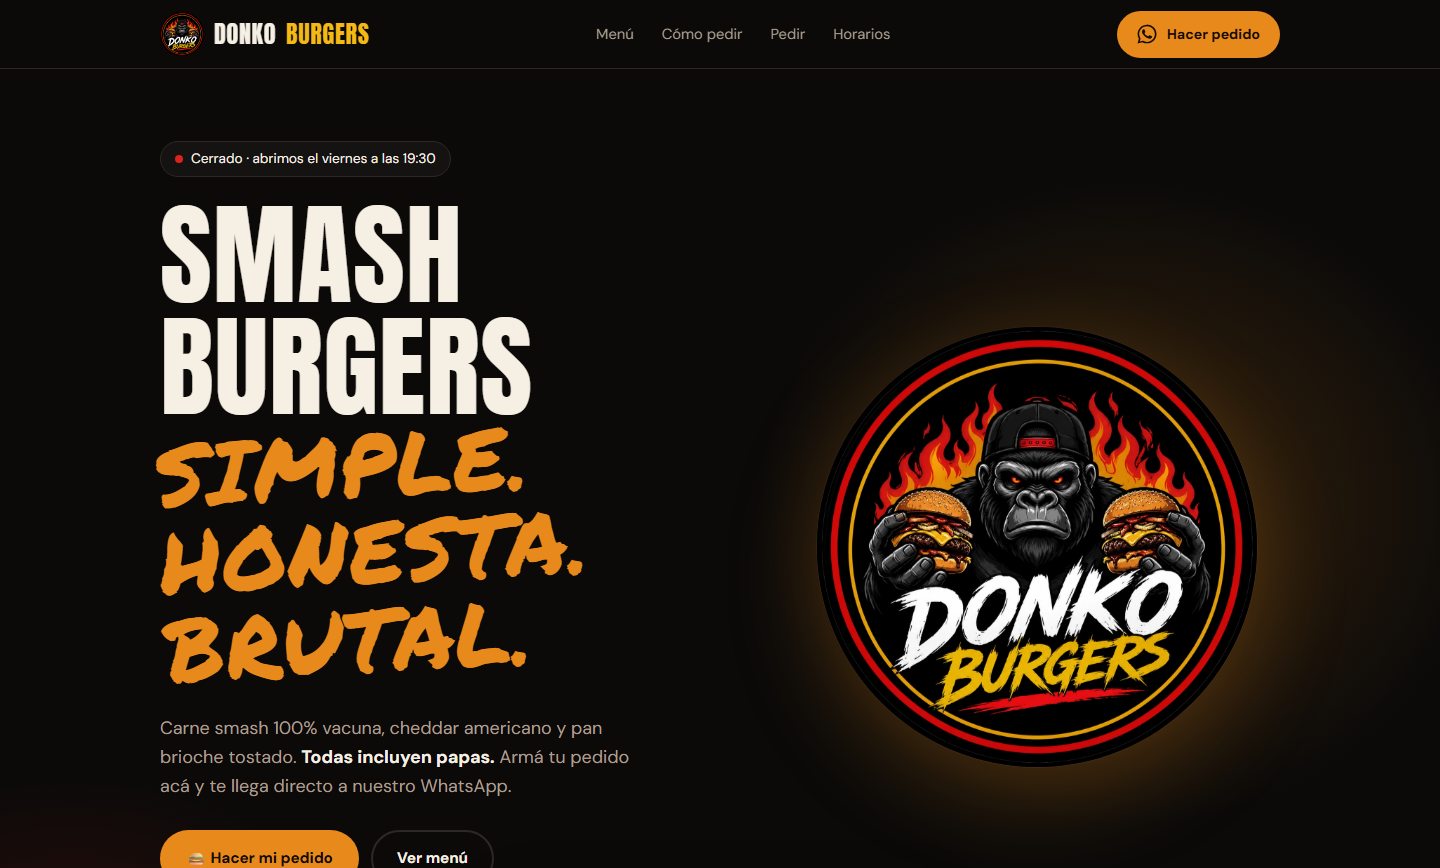 DONKO BURGERS
DONKO BURGERS
Menú
Cómo pedir
Pedir
Horarios
Hacer pedido
Cerrado · abrimos el viernes a las 19:30
SMASH
BURGERS
SIMPLE.
HONESTA.
BRUTAL.
Carne smash 100% vacuna, cheddar americano y pan
brioche tostado. Todas incluyen papas. Armá tu pedido
acá y te llega directo a nuestro WhatsApp.
Hacer mi pedido
Ver menú
DONKO
BURGERS